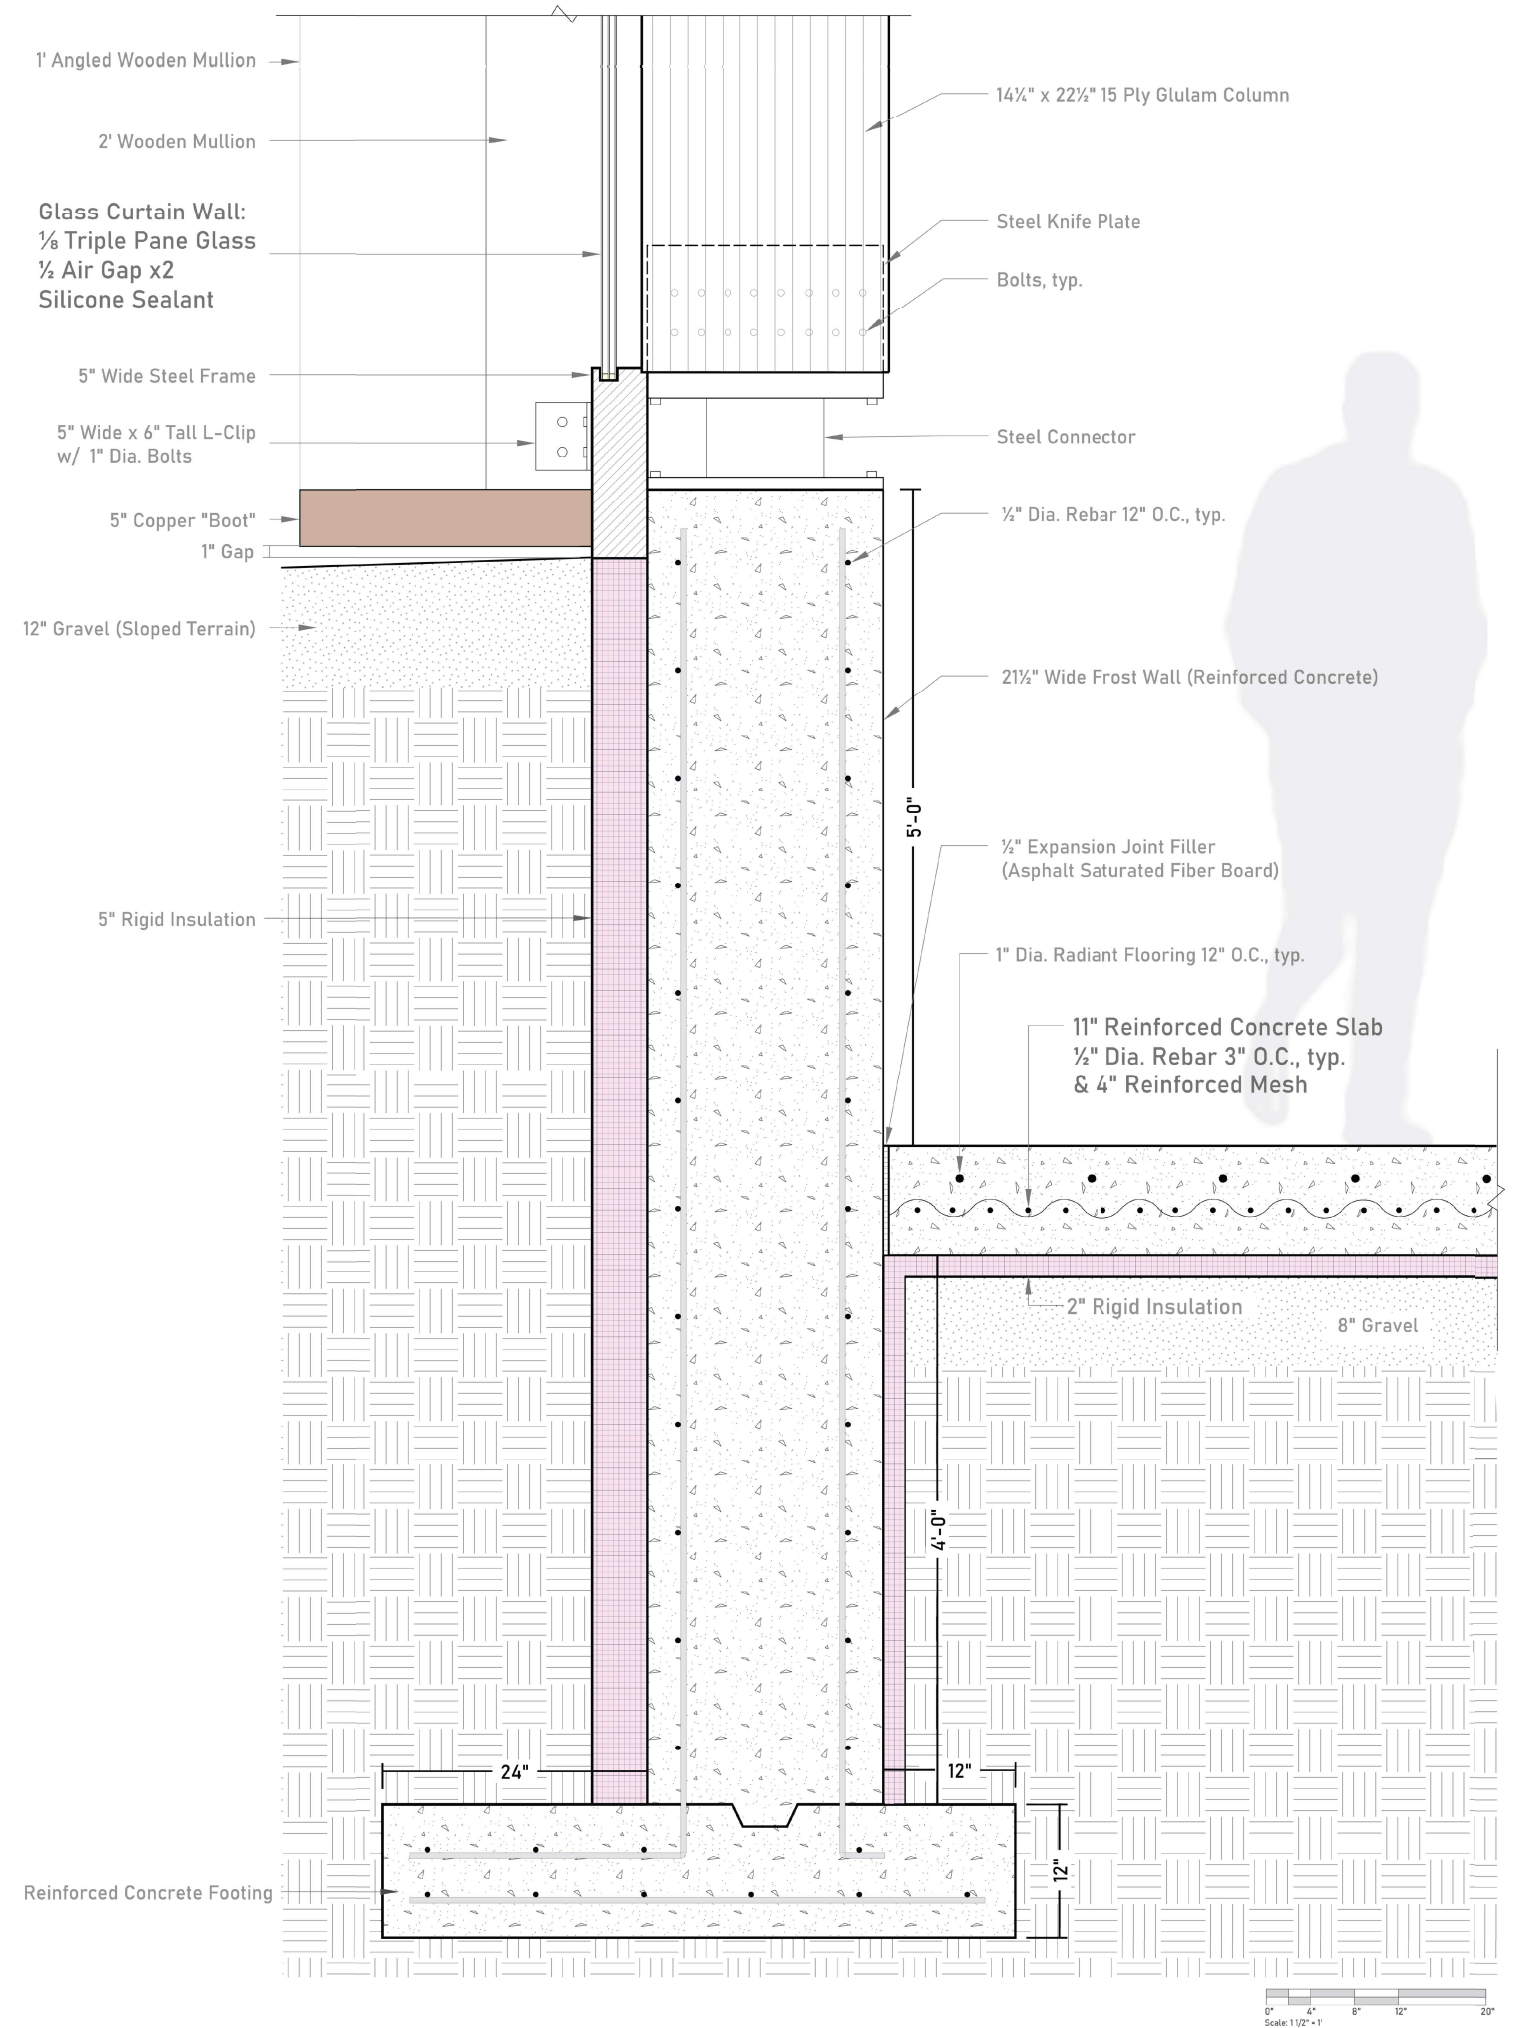 1' Angled Wooden Mullion
2' Wooden Mullion
Glass Curtain Wall:
⅛ Triple Pane Glass
½ Air Gap x2
Silicone Sealant
5" Wide Steel Frame
5" Wide x 6" Tall L-Clip
w/ 1" Dia. Bolts
5" Copper "Boot"
1" Gap
12" Gravel (Sloped Terrain)
5" Rigid Insulation
Reinforced Concrete Footing
14¼" x 22½" 15 Ply Glulam Column
Steel Knife Plate
Bolts, typ.
Steel Connector
½" Dia. Rebar 12" O.C., typ.
21½" Wide Frost Wall (Reinforced Concrete)
5'-0"
½" Expansion Joint Filler
(Asphalt Saturated Fiber Board)
1" Dia. Radiant Flooring 12" O.C., typ.
11" Reinforced Concrete Slab
½" Dia. Rebar 3" O.C., typ.
& 4" Reinforced Mesh
2" Rigid Insulation
8" Gravel
4'-0"
24"
12"
12"
0" 4" 8" 12" 20"
Scale: 1 1/2" = 1'